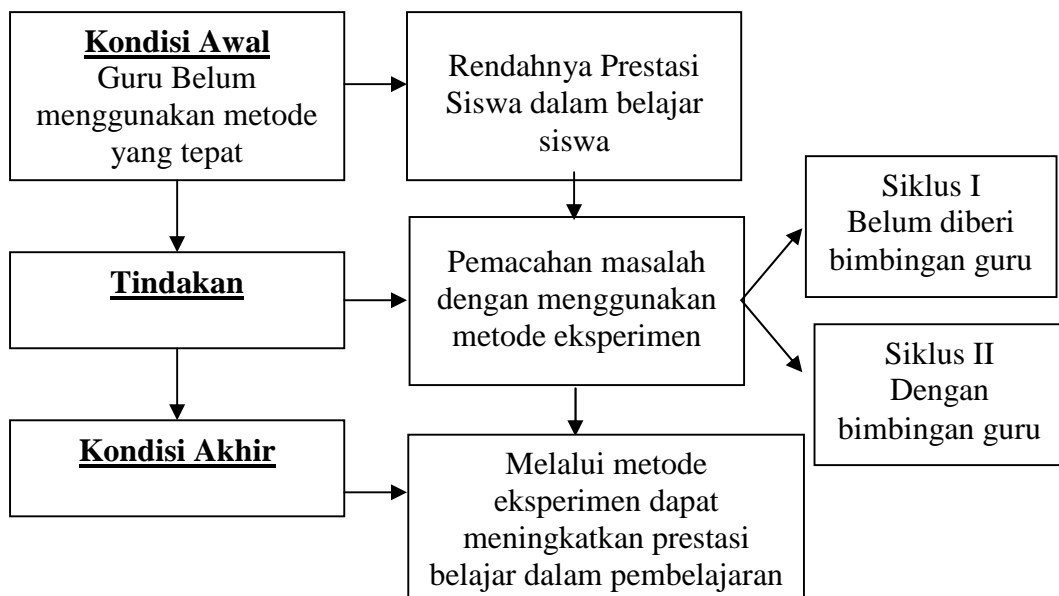 Kondisi Awal
Guru Belum
menggunakan metode
yang tepat
Rendahnya Prestasi
Siswa dalam belajar
siswa
Siklus I
Belum diberi
bimbingan guru
Tindakan
Pemacahan masalah
dengan menggunakan
metode eksperimen
Siklus II
Dengan
bimbingan guru
Kondisi Akhir
Melalui metode
eksperimen dapat
meningkatkan prestasi
belajar dalam pembelajaran